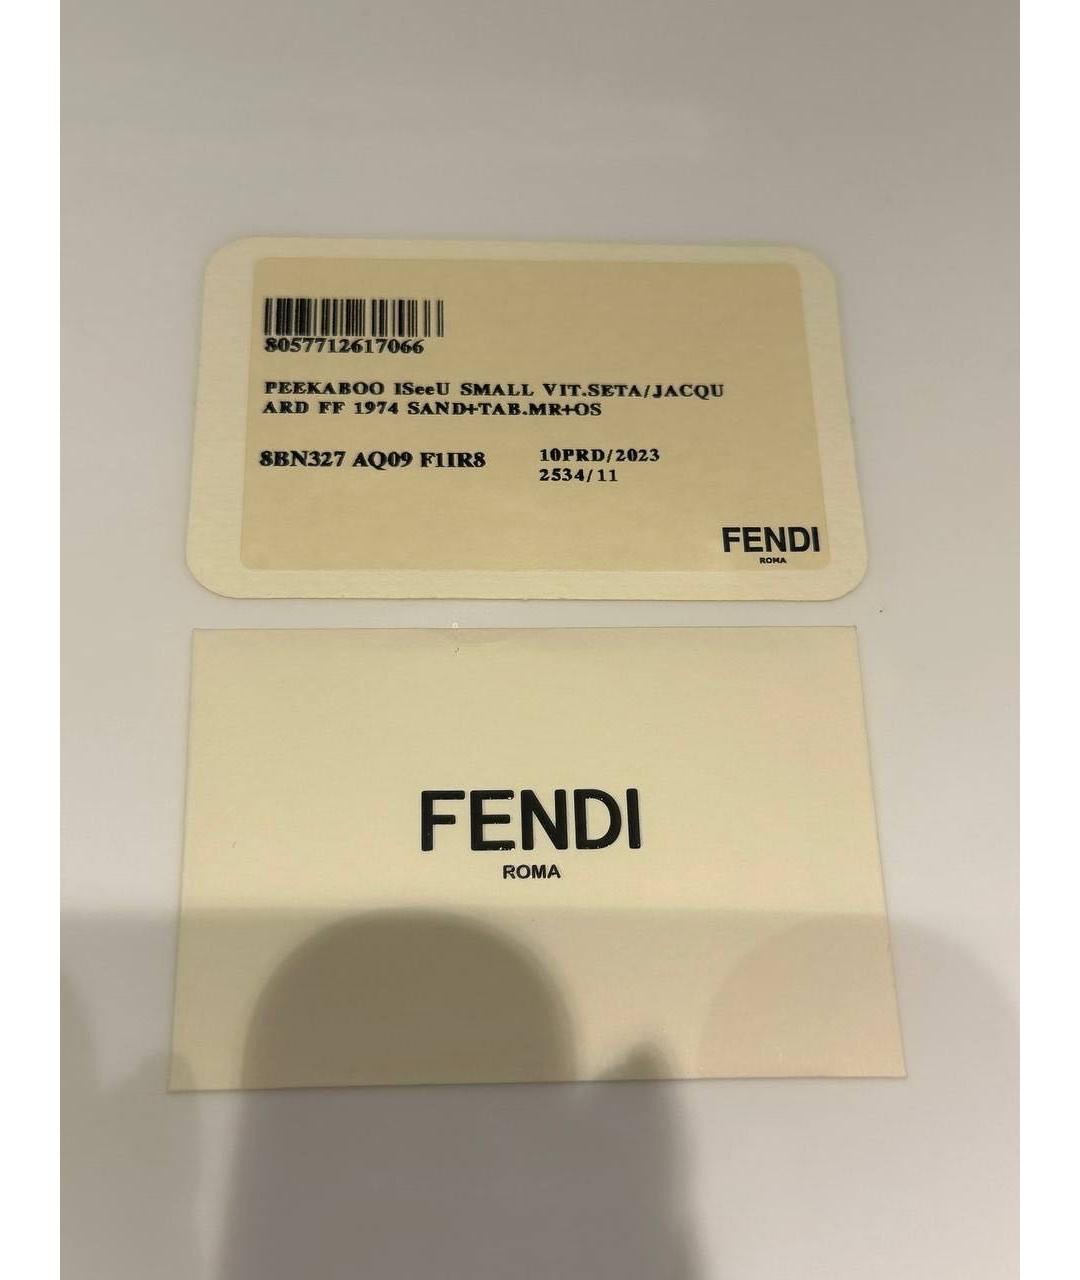 8057712617066
PEEKABOO ISeeU SMALL VIT.SETA/JACQU
ARD FF 1974 SAND+TAB.MR+OS
8BN327 AQ09 F1IR8
10PRD/2023
2534/11
FENDI
ROMA
FENDI
ROMA